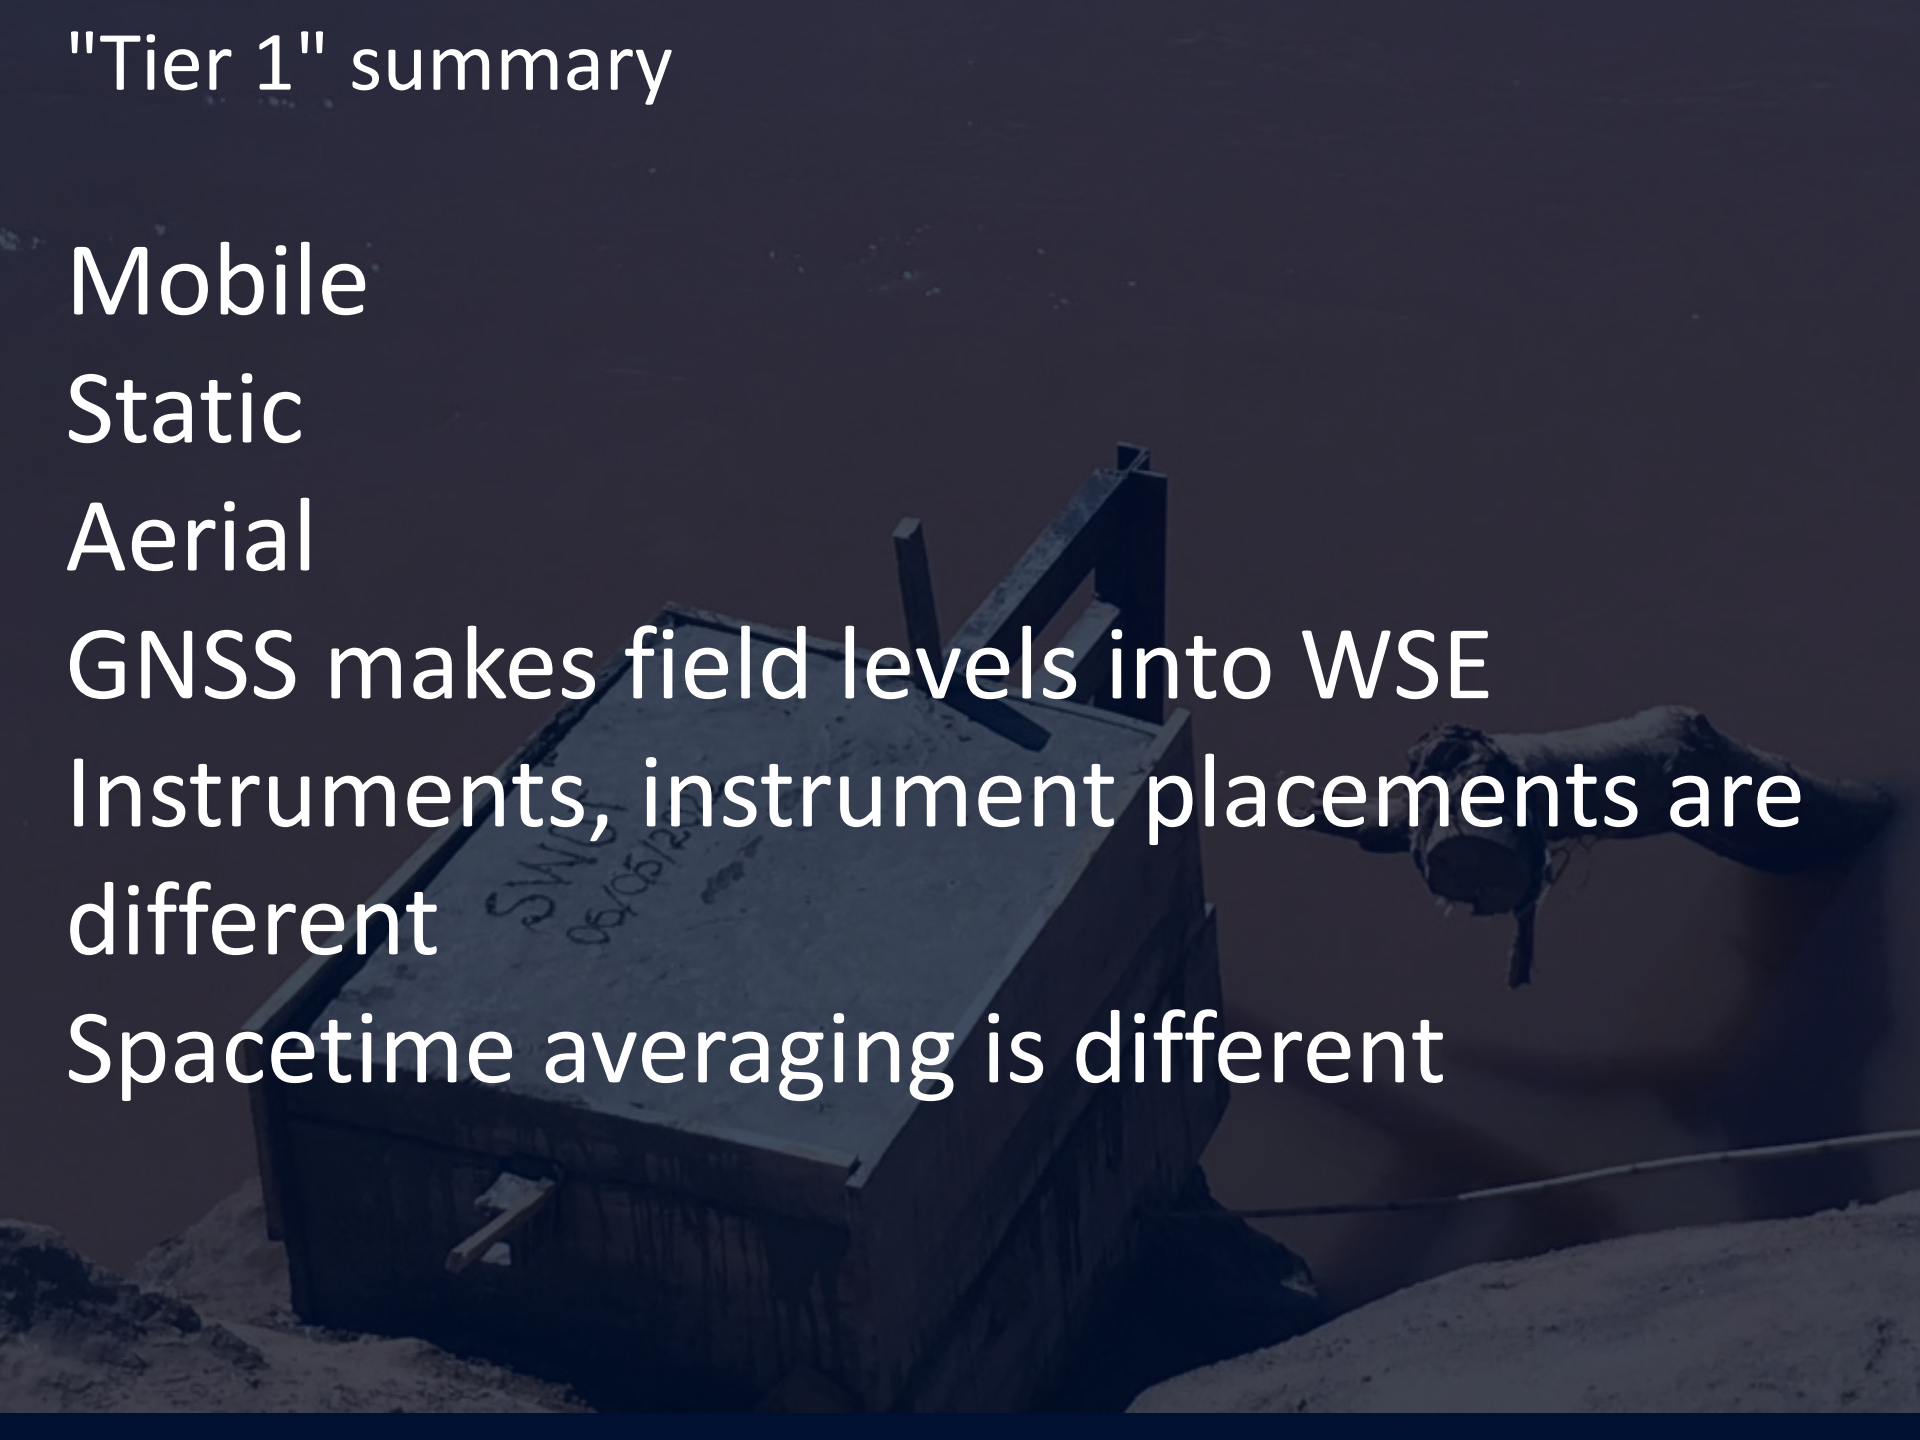 "Tier 1" summary
Mobile
Static
Aerial
GNSS makes field levels into WSE
Instruments, instrument placements are
different
Spacetime averaging is different
SWOT